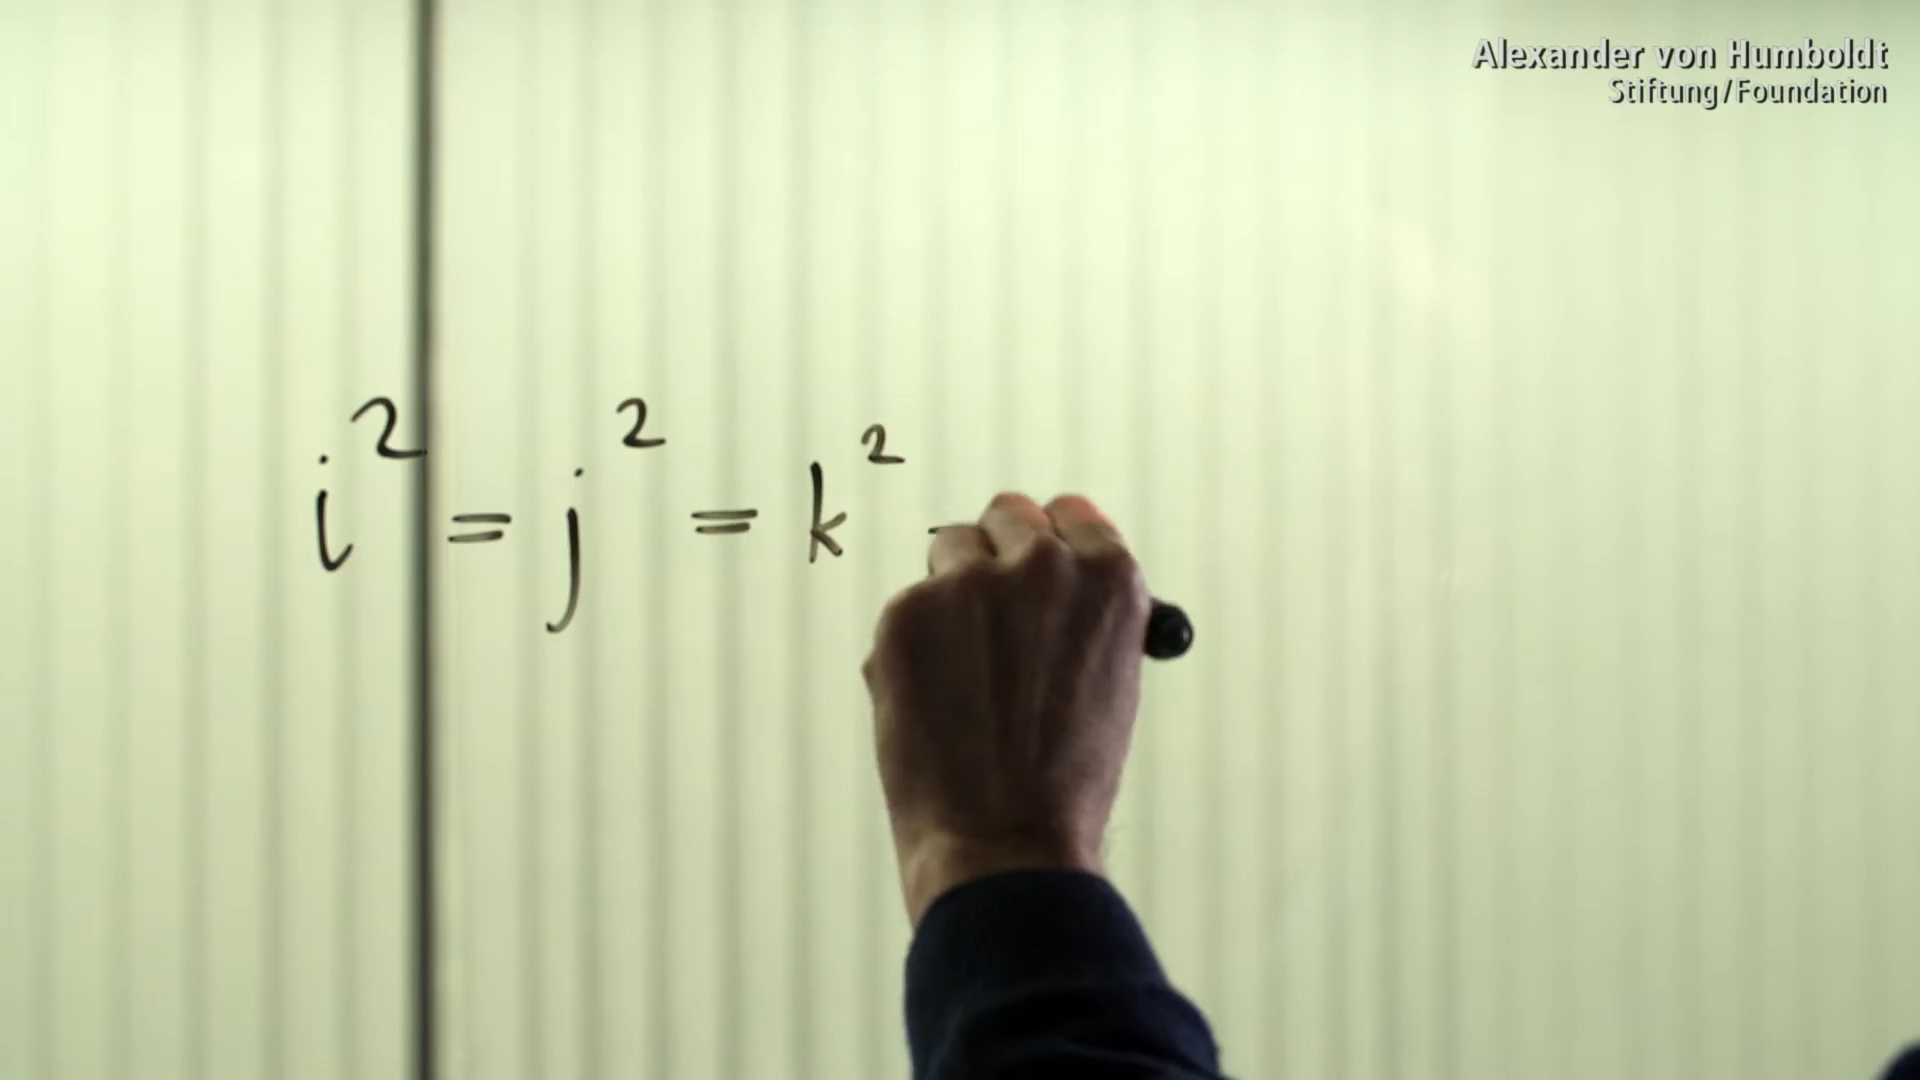 Alexander von Humboldt
Stiftung/Foundation
i² = j² = k²